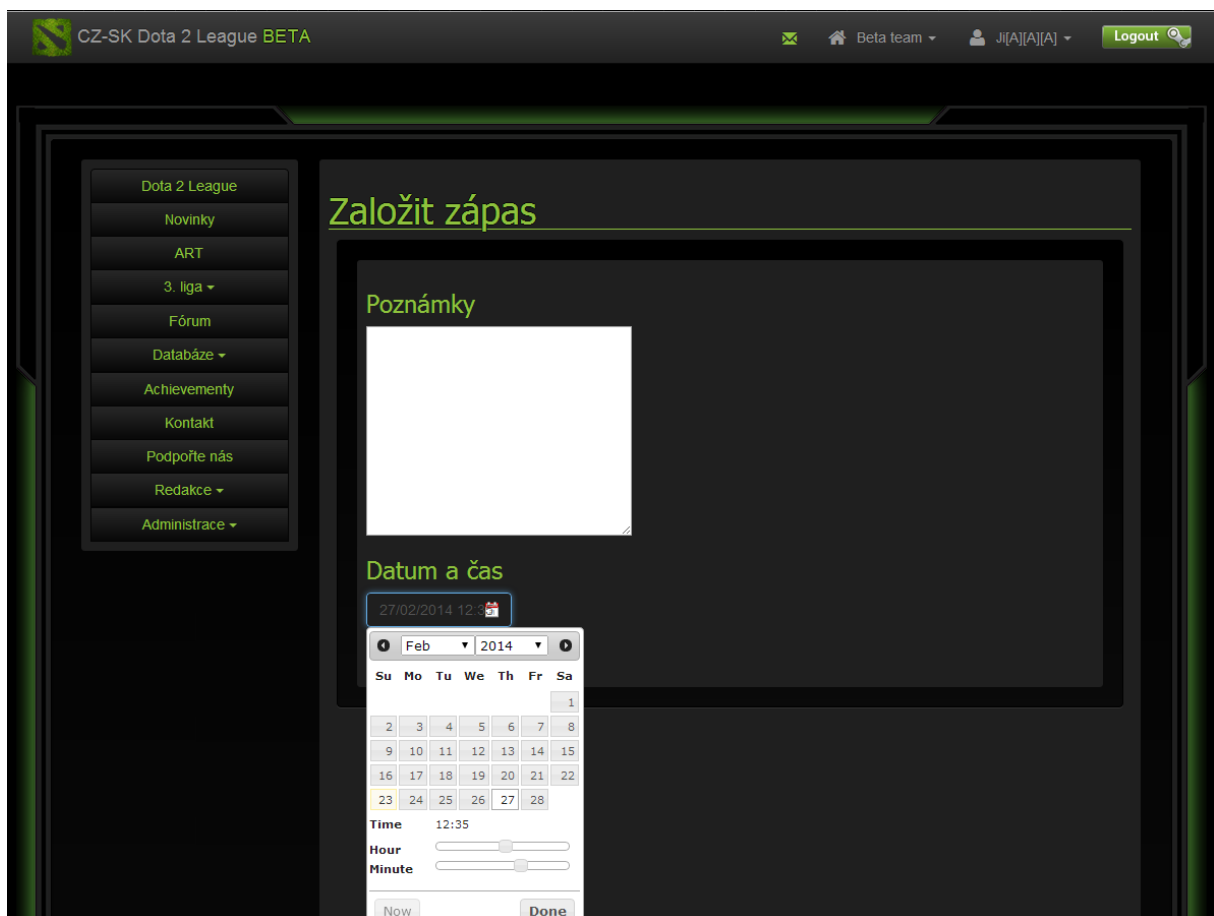 CZ-SK Dota 2 League BETA
Beta team
Ji[A][A][A]
Logout
Dota 2 League
Novinky
ART
3. liga
Fórum
Databáze
Achievementy
Kontakt
Podpořte nás
Redakce
Administrace
Založit zápas
Poznámky
Datum a čas
27/02/2014 12:3
Feb 2014
Su Mo Tu We Th Fr Sa
1
2 3 4 5 6 7 8
9 10 11 12 13 14 15
16 17 18 19 20 21 22
23 24 25 26 27 28
Time 12:35
Hour
Minute
Now Done